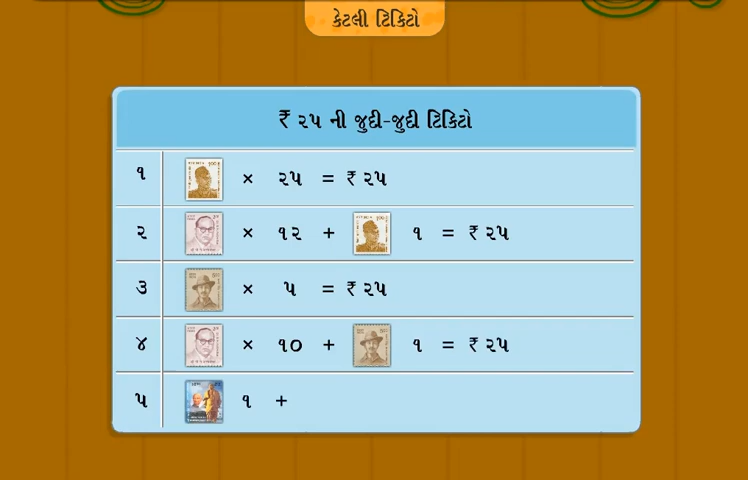 કેટલી ટિકિટો
₹ ૨૫ ની જુદી-જુદી ટિકિટો
૧ × ૨૫ = ₹ ૨૫
૨ × ૧૨ + ૧ = ₹ ૨૫
૩ × ૫ = ₹ ૨૫
૪ × ૧૦ + ૧ = ₹ ૨૫
૫ ૧ +